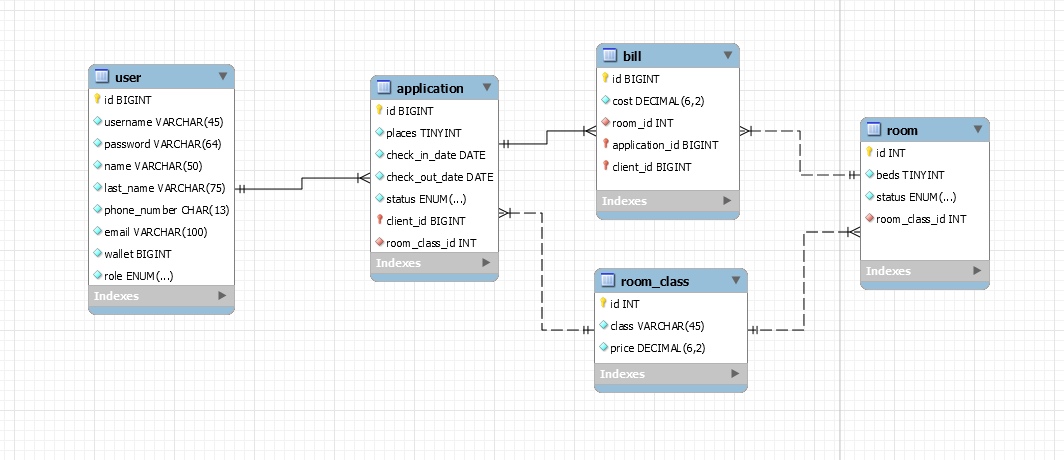 user
id BIGINT
username VARCHAR(45)
password VARCHAR(64)
name VARCHAR(50)
last_name VARCHAR(75)
phone_number CHAR(13)
email VARCHAR(100)
wallet BIGINT
role ENUM(...)
Indexes
application
id BIGINT
places TINYINT
check_in_date DATE
check_out_date DATE
status ENUM(...)
client_id BIGINT
room_class_id INT
Indexes
bill
id BIGINT
cost DECIMAL(6,2)
room_id INT
application_id BIGINT
client_id BIGINT
Indexes
room_class
id INT
class VARCHAR(45)
price DECIMAL(6,2)
Indexes
room
id INT
beds TINYINT
status ENUM(...)
room_class_id INT
Indexes